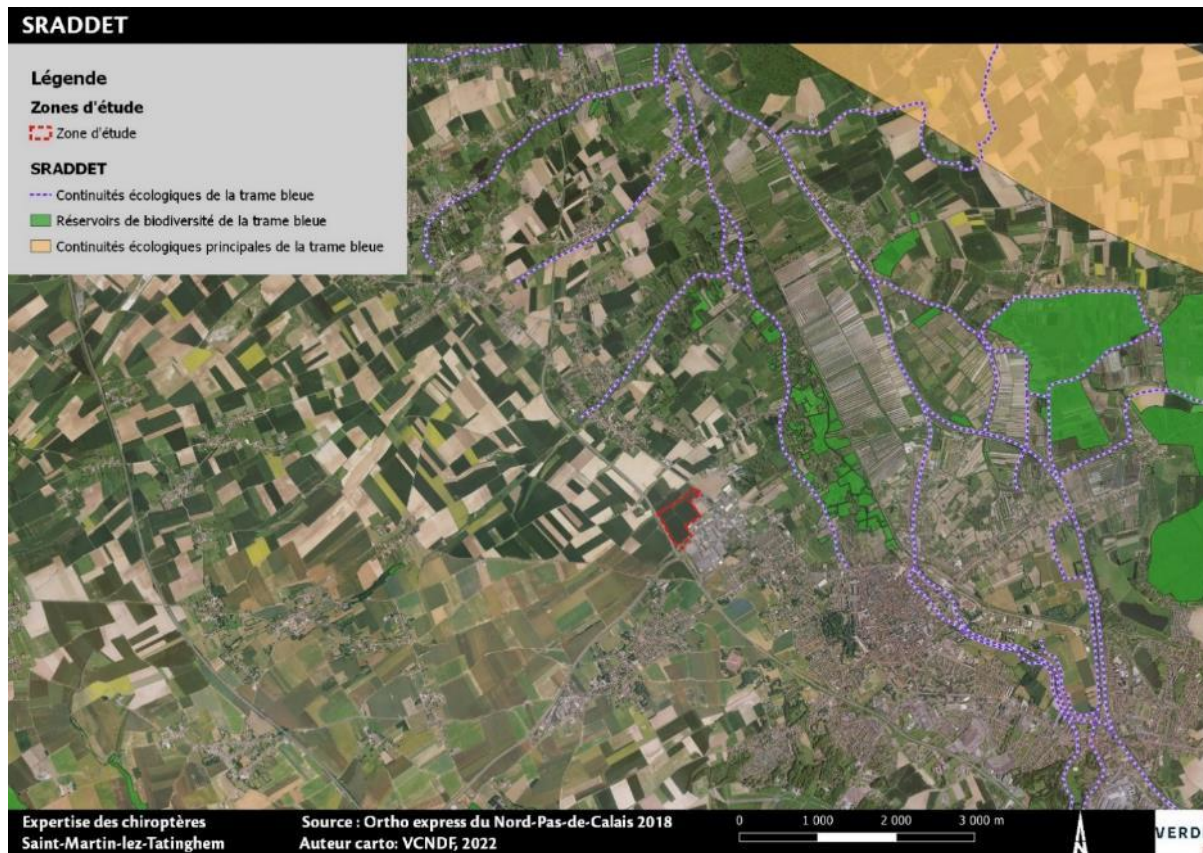 SRADDET
Légende
Zones d'étude
Zone d'étude
SRADDET
Continuités écologiques de la trame bleue
Réservoirs de biodiversité de la trame bleue
Continuités écologiques principales de la trame bleue
Expertise des chiroptères
Saint-Martin-lez-Tatinghem
Source : Ortho express du Nord-Pas-de-Calais 2018
Auteur carto: VCNDF, 2022
0 1 000 2 000 3 000 m
N
VERD